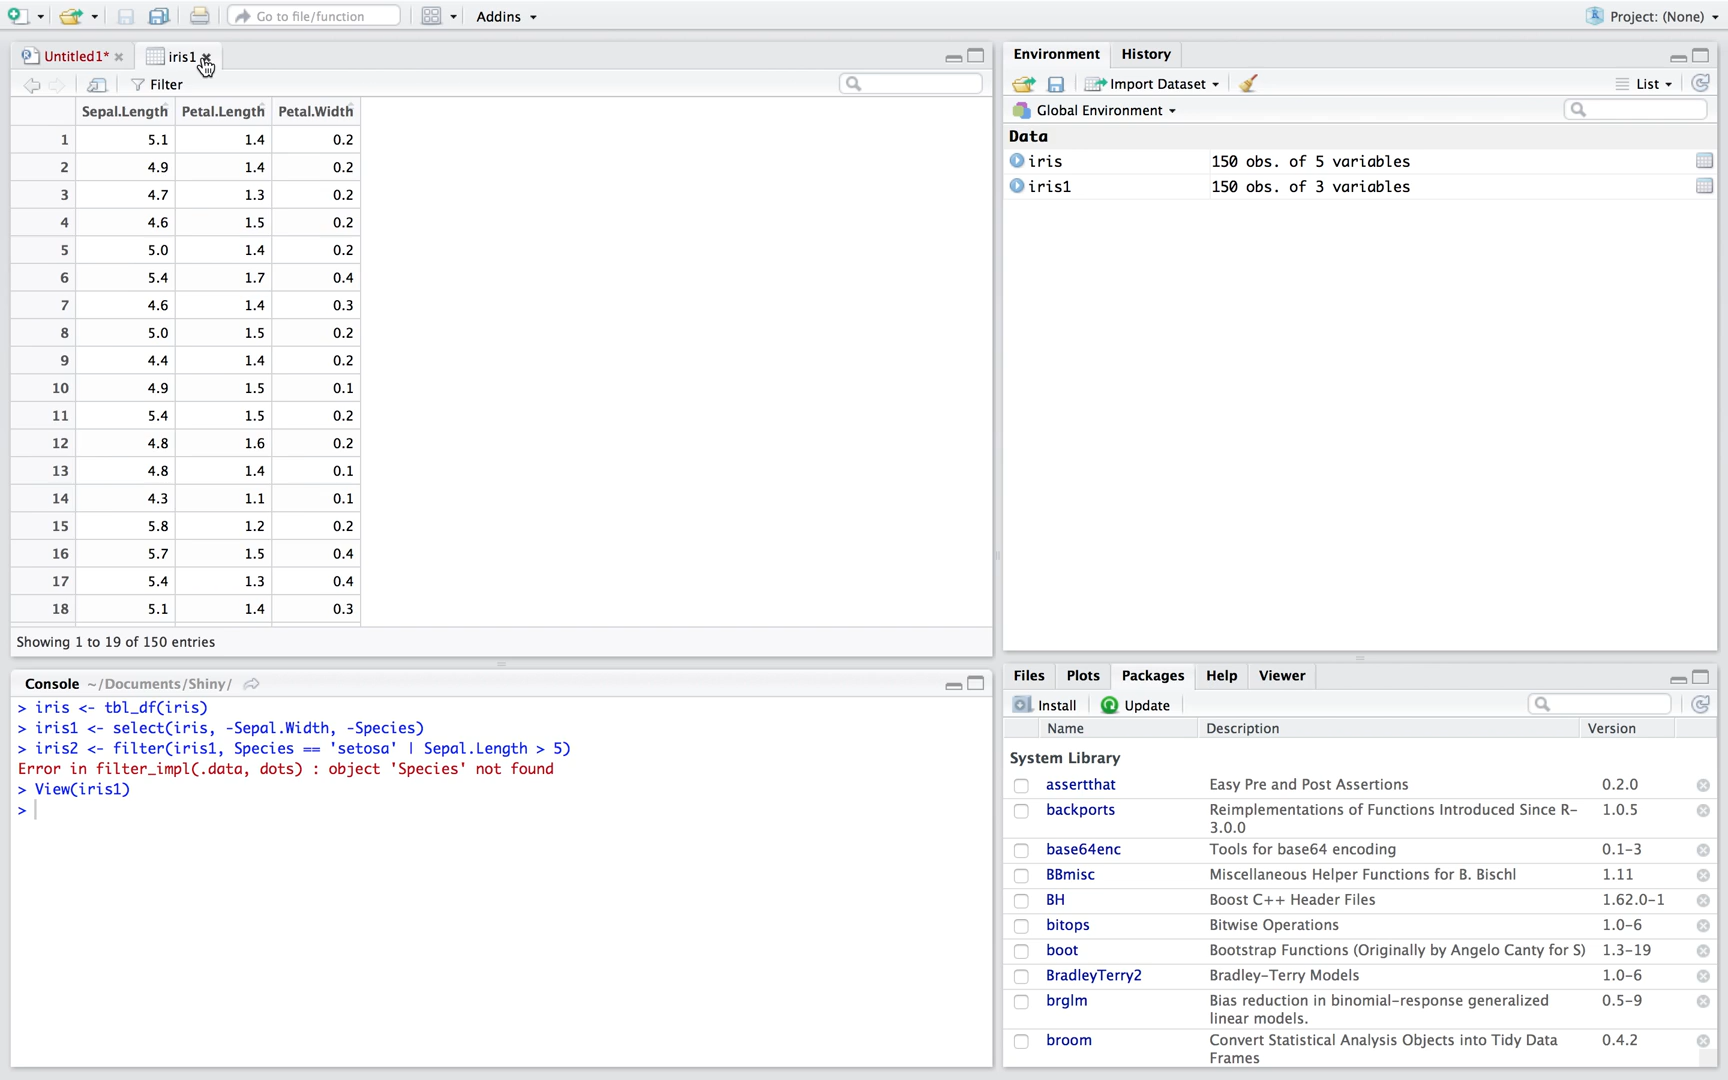 Go to file/function
Addins
Project: (None)
Untitled1*
iris1
Filter
Sepal.Length Petal.Length Petal.Width
1 5.1 1.4 0.2
2 4.9 1.4 0.2
3 4.7 1.3 0.2
4 4.6 1.5 0.2
5 5.0 1.4 0.2
6 5.4 1.7 0.4
7 4.6 1.4 0.3
8 5.0 1.5 0.2
9 4.4 1.4 0.2
10 4.9 1.5 0.1
11 5.4 1.5 0.2
12 4.8 1.6 0.2
13 4.8 1.4 0.1
14 4.3 1.1 0.1
15 5.8 1.2 0.2
16 5.7 1.5 0.4
17 5.4 1.3 0.4
18 5.1 1.4 0.3
Showing 1 to 19 of 150 entries
Console ~/Documents/Shiny/
> iris <- tbl_df(iris)
> iris1 <- select(iris, -Sepal.Width, -Species)
> iris2 <- filter(iris1, Species == 'setosa' | Sepal.Length > 5)
Error in filter_impl(.data, dots) : object 'Species' not found
> View(iris1)
>
Environment History
Import Dataset
List
Global Environment
Data
iris 150 obs. of 5 variables
iris1 150 obs. of 3 variables
Files Plots Packages Help Viewer
Install Update
Name Description Version
System Library
assertthat Easy Pre and Post Assertions 0.2.0
backports Reimplementations of Functions Introduced Since R- 1.0.5
3.0.0
base64enc Tools for base64 encoding 0.1-3
BBmisc Miscellaneous Helper Functions for B. Bischl 1.11
BH Boost C++ Header Files 1.62.0-1
bitops Bitwise Operations 1.0-6
boot Bootstrap Functions (Originally by Angelo Canty for S) 1.3-19
BradleyTerry2 Bradley-Terry Models 1.0-6
brglm Bias reduction in binomial-response generalized 0.5-9
linear models.
broom Convert Statistical Analysis Objects into Tidy Data 0.4.2
Frames